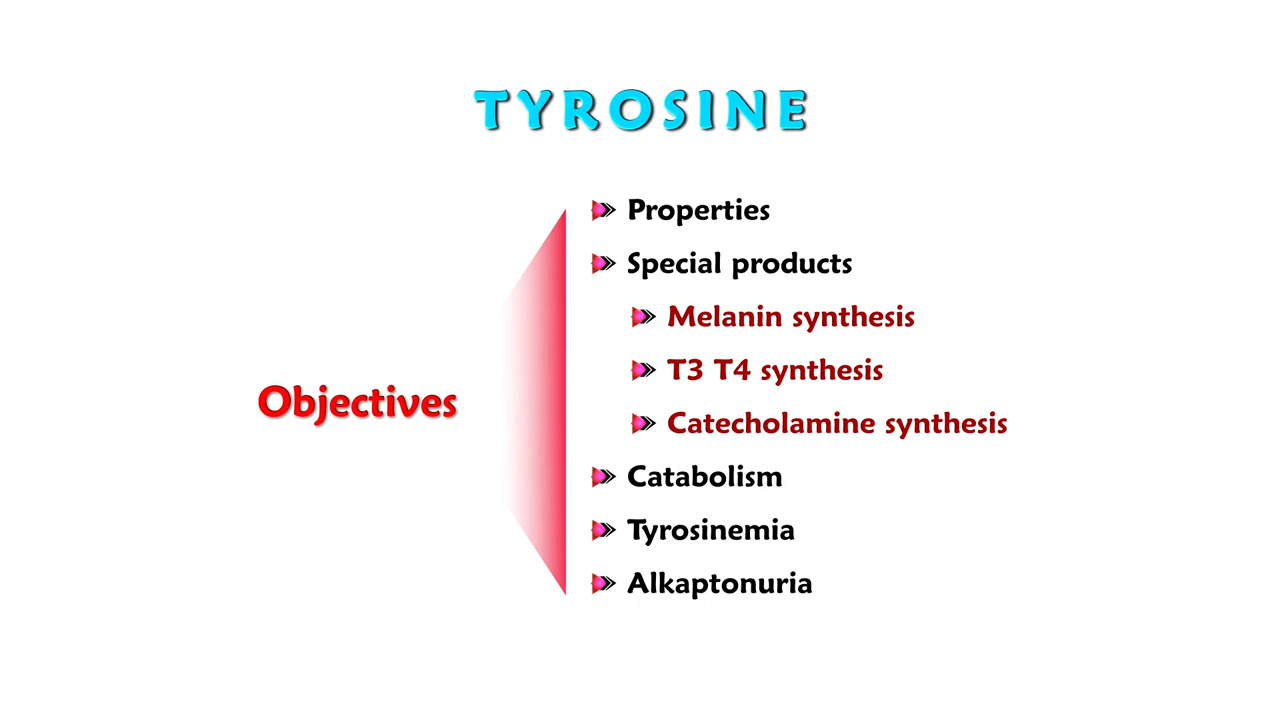 TYROSINE
Objectives
Properties
Special products
Melanin synthesis
T3 T4 synthesis
Catecholamine synthesis
Catabolism
Tyrosinemia
Alkaptonuria